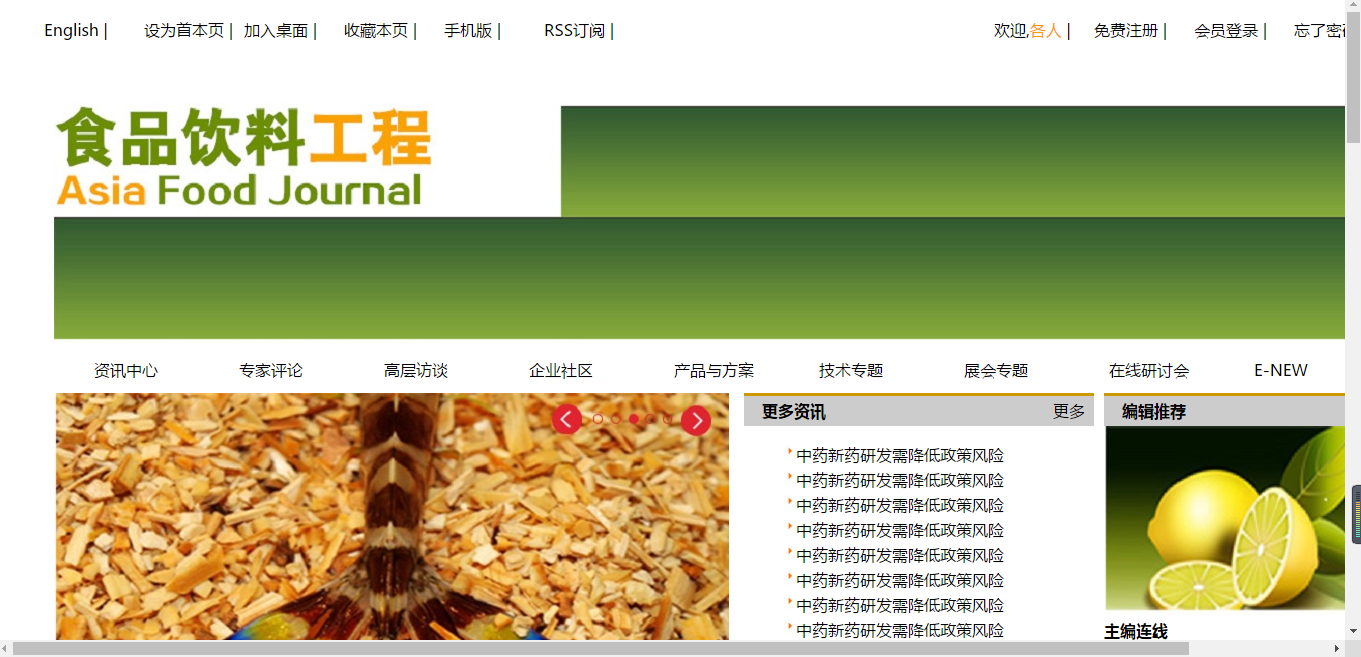 English | 设为首本页 | 加入桌面 | 收藏本页 | 手机版 | RSS订阅 | 欢迎,各人 | 免费注册 | 会员登录 | 忘了密
食品饮料工程
Asia Food Journal
资讯中心 专家评论 高层访谈 企业社区 产品与方案 技术专题 展会专题 在线研讨会 E-NEW
更多资讯 更多
中药新药研发需降低政策风险
中药新药研发需降低政策风险
中药新药研发需降低政策风险
中药新药研发需降低政策风险
中药新药研发需降低政策风险
中药新药研发需降低政策风险
中药新药研发需降低政策风险
中药新药研发需降低政策风险
编辑推荐
主编连线